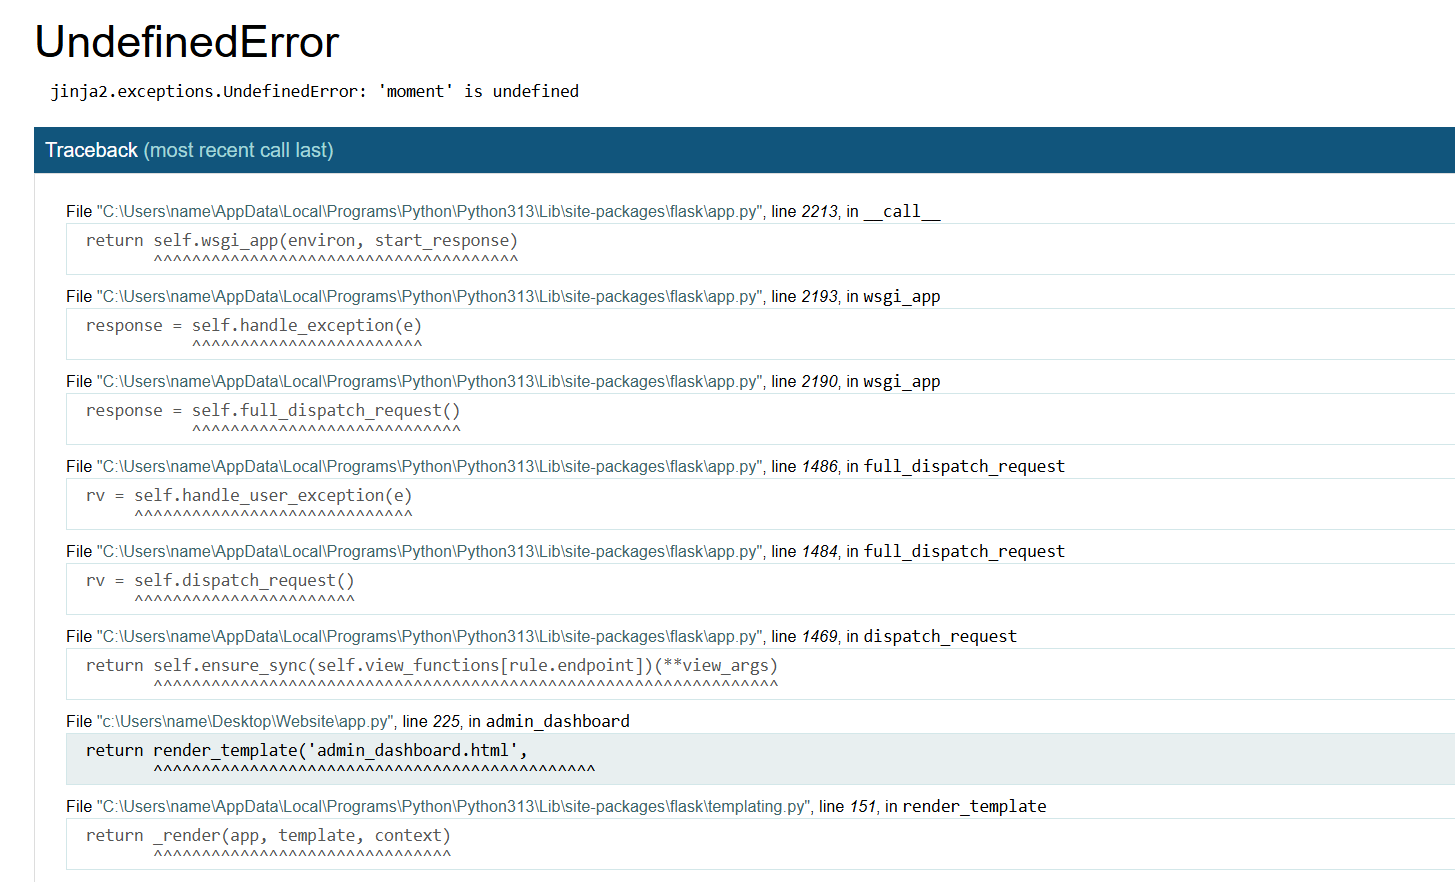 UndefinedError
jinja2.exceptions.UndefinedError: 'moment' is undefined
Traceback (most recent call last)
File "C:\Users\name\AppData\Local\Programs\Python\Python313\Lib\site-packages\flask\app.py", line 2213, in __call__
return self.wsgi_app(environ, start_response)
^^^^^^^^^^^^^^^^^^^^^^^^^^^^^^^^^^^^^^
File "C:\Users\name\AppData\Local\Programs\Python\Python313\Lib\site-packages\flask\app.py", line 2193, in wsgi_app
response = self.handle_exception(e)
^^^^^^^^^^^^^^^^^^^^^^^^
File "C:\Users\name\AppData\Local\Programs\Python\Python313\Lib\site-packages\flask\app.py", line 2190, in wsgi_app
response = self.full_dispatch_request()
^^^^^^^^^^^^^^^^^^^^^^^^^^^^
File "C:\Users\name\AppData\Local\Programs\Python\Python313\Lib\site-packages\flask\app.py", line 1486, in full_dispatch_request
rv = self.handle_user_exception(e)
^^^^^^^^^^^^^^^^^^^^^^^^^^^^^
File "C:\Users\name\AppData\Local\Programs\Python\Python313\Lib\site-packages\flask\app.py", line 1484, in full_dispatch_request
rv = self.dispatch_request()
^^^^^^^^^^^^^^^^^^^^^^^
File "C:\Users\name\AppData\Local\Programs\Python\Python313\Lib\site-packages\flask\app.py", line 1469, in dispatch_request
return self.ensure_sync(self.view_functions[rule.endpoint])(**view_args)
^^^^^^^^^^^^^^^^^^^^^^^^^^^^^^^^^^^^^^^^^^^^^^^^^^^^^^^^^^^^^^^^^
File "c:\Users\name\Desktop\Website\app.py", line 225, in admin_dashboard
return render_template('admin_dashboard.html',
^^^^^^^^^^^^^^^^^^^^^^^^^^^^^^^^^^^^^^^^^^^^^^
File "C:\Users\name\AppData\Local\Programs\Python\Python313\Lib\site-packages\flask\templating.py", line 151, in render_template
return _render(app, template, context)
^^^^^^^^^^^^^^^^^^^^^^^^^^^^^^^